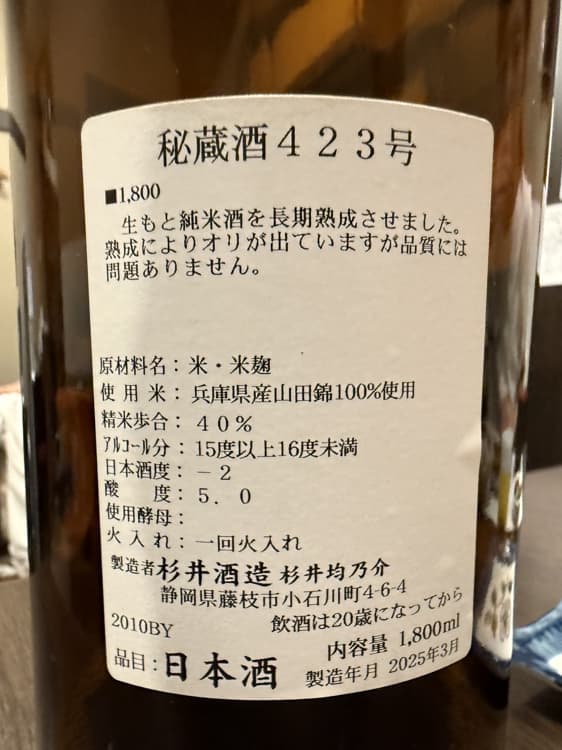 秘蔵酒４２３号
■1,800
生もと純米酒を長期熟成させました。
熟成によりオリが出ていますが品質には
問題ありません。
原材料名：米・米麹
使用米：兵庫県産山田錦100%使用
精米歩合：４０％
ｱﾙｺｰﾙ分：15度以上16度未満
日本酒度：－２
酸　度：５．０
使用酵母：
火入れ：一回火入れ
製造者 杉井酒造 杉井均乃介
静岡県藤枝市小石川町4-6-4
2010BY 飲酒は20歳になってから
内容量 1,800ml
品目：日本酒 製造年月 2025年3月